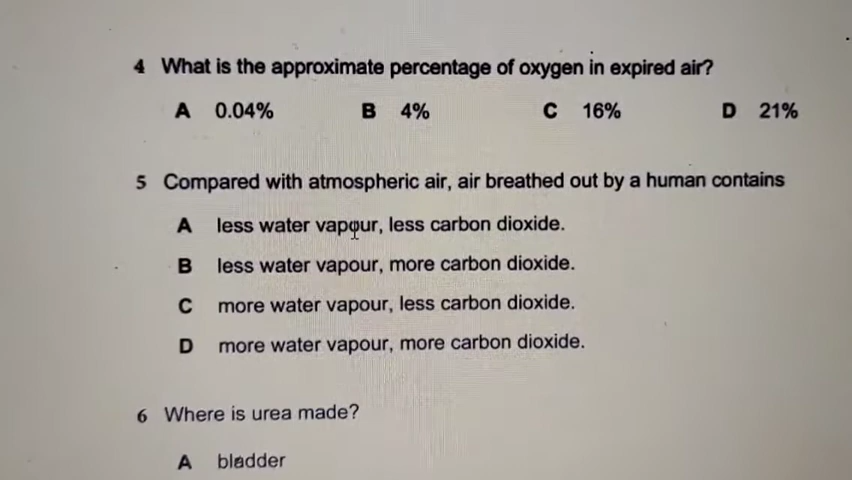 4 What is the approximate percentage of oxygen in expired air?
A 0.04% B 4% C 16% D 21%
5 Compared with atmospheric air, air breathed out by a human contains
A less water vapour, less carbon dioxide.
B less water vapour, more carbon dioxide.
C more water vapour, less carbon dioxide.
D more water vapour, more carbon dioxide.
6 Where is urea made?
A bladder